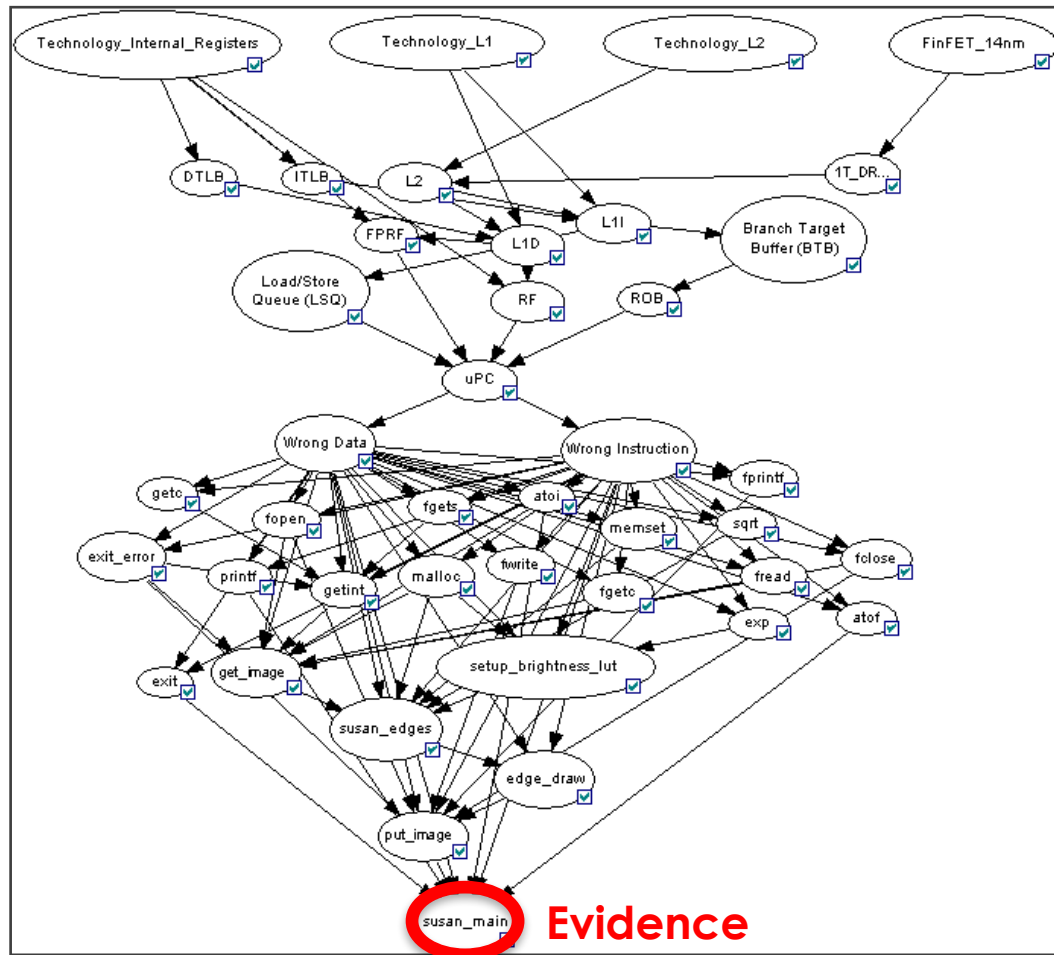 Technology_Internal_Registers
Technology_L1
Technology_L2
FinFET_14nm
DTLB
ITLB
L2
1T_DR...
FPRF
L1D
L1I
Branch Target
Buffer (BTB)
Load/Store
Queue (LSQ)
RF
ROB
uPC
Wrong Data
Wrong Instruction
getc
fopen
fgets
atoi
memset
sqrt
fprintf
exit_error
printf
getint
malloc
fwrite
fgetc
fread
fclose
exp
atof
exit
get_image
setup_brightness_lut
susan_edges
edge_draw
put_image
susan_main
Evidence